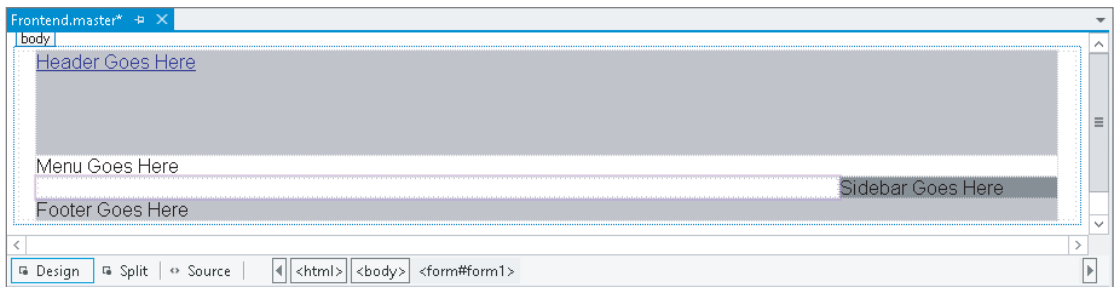 Frontend.master*
body
Header Goes Here
Menu Goes Here
Sidebar Goes Here
Footer Goes Here
Design Split Source <html> <body> <form#form1>